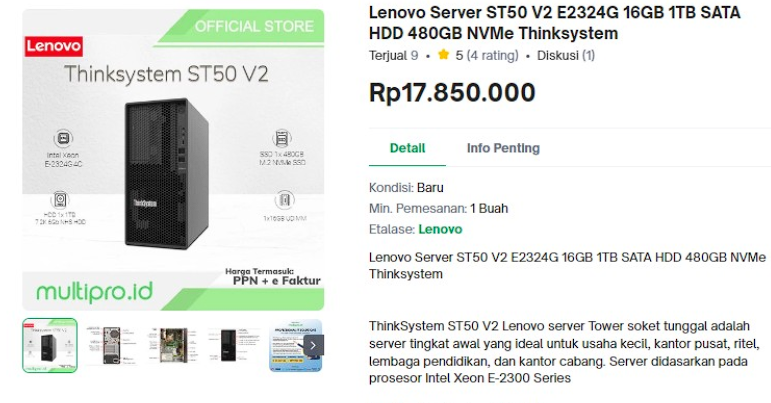 OFFICIAL STORE
Lenovo
Thinksystem ST50 V2
Intel Xeon
E-2324G 4C
SSD 1x 480GB
M.2 NVMe SSD
HDD 1x 1TB
7.2K 6Gb NHS HDD
1x16GB UDIMM
ThinkSystem
multipro.id
Harga Termasuk:
PPN + e Faktur
Lenovo Server ST50 V2 E2324G 16GB 1TB SATA
HDD 480GB NVMe Thinksystem
Terjual 9 • 5 (4 rating) • Diskusi (1)
Rp17.850.000
Detail Info Penting
Kondisi: Baru
Min. Pemesanan: 1 Buah
Etalase: Lenovo
Lenovo Server ST50 V2 E2324G 16GB 1TB SATA HDD 480GB NVMe
Thinksystem
ThinkSystem ST50 V2 Lenovo server Tower soket tunggal adalah
server tingkat awal yang ideal untuk usaha kecil, kantor pusat, ritel,
lembaga pendidikan, dan kantor cabang. Server didasarkan pada
prosesor Intel Xeon E-2300 Series